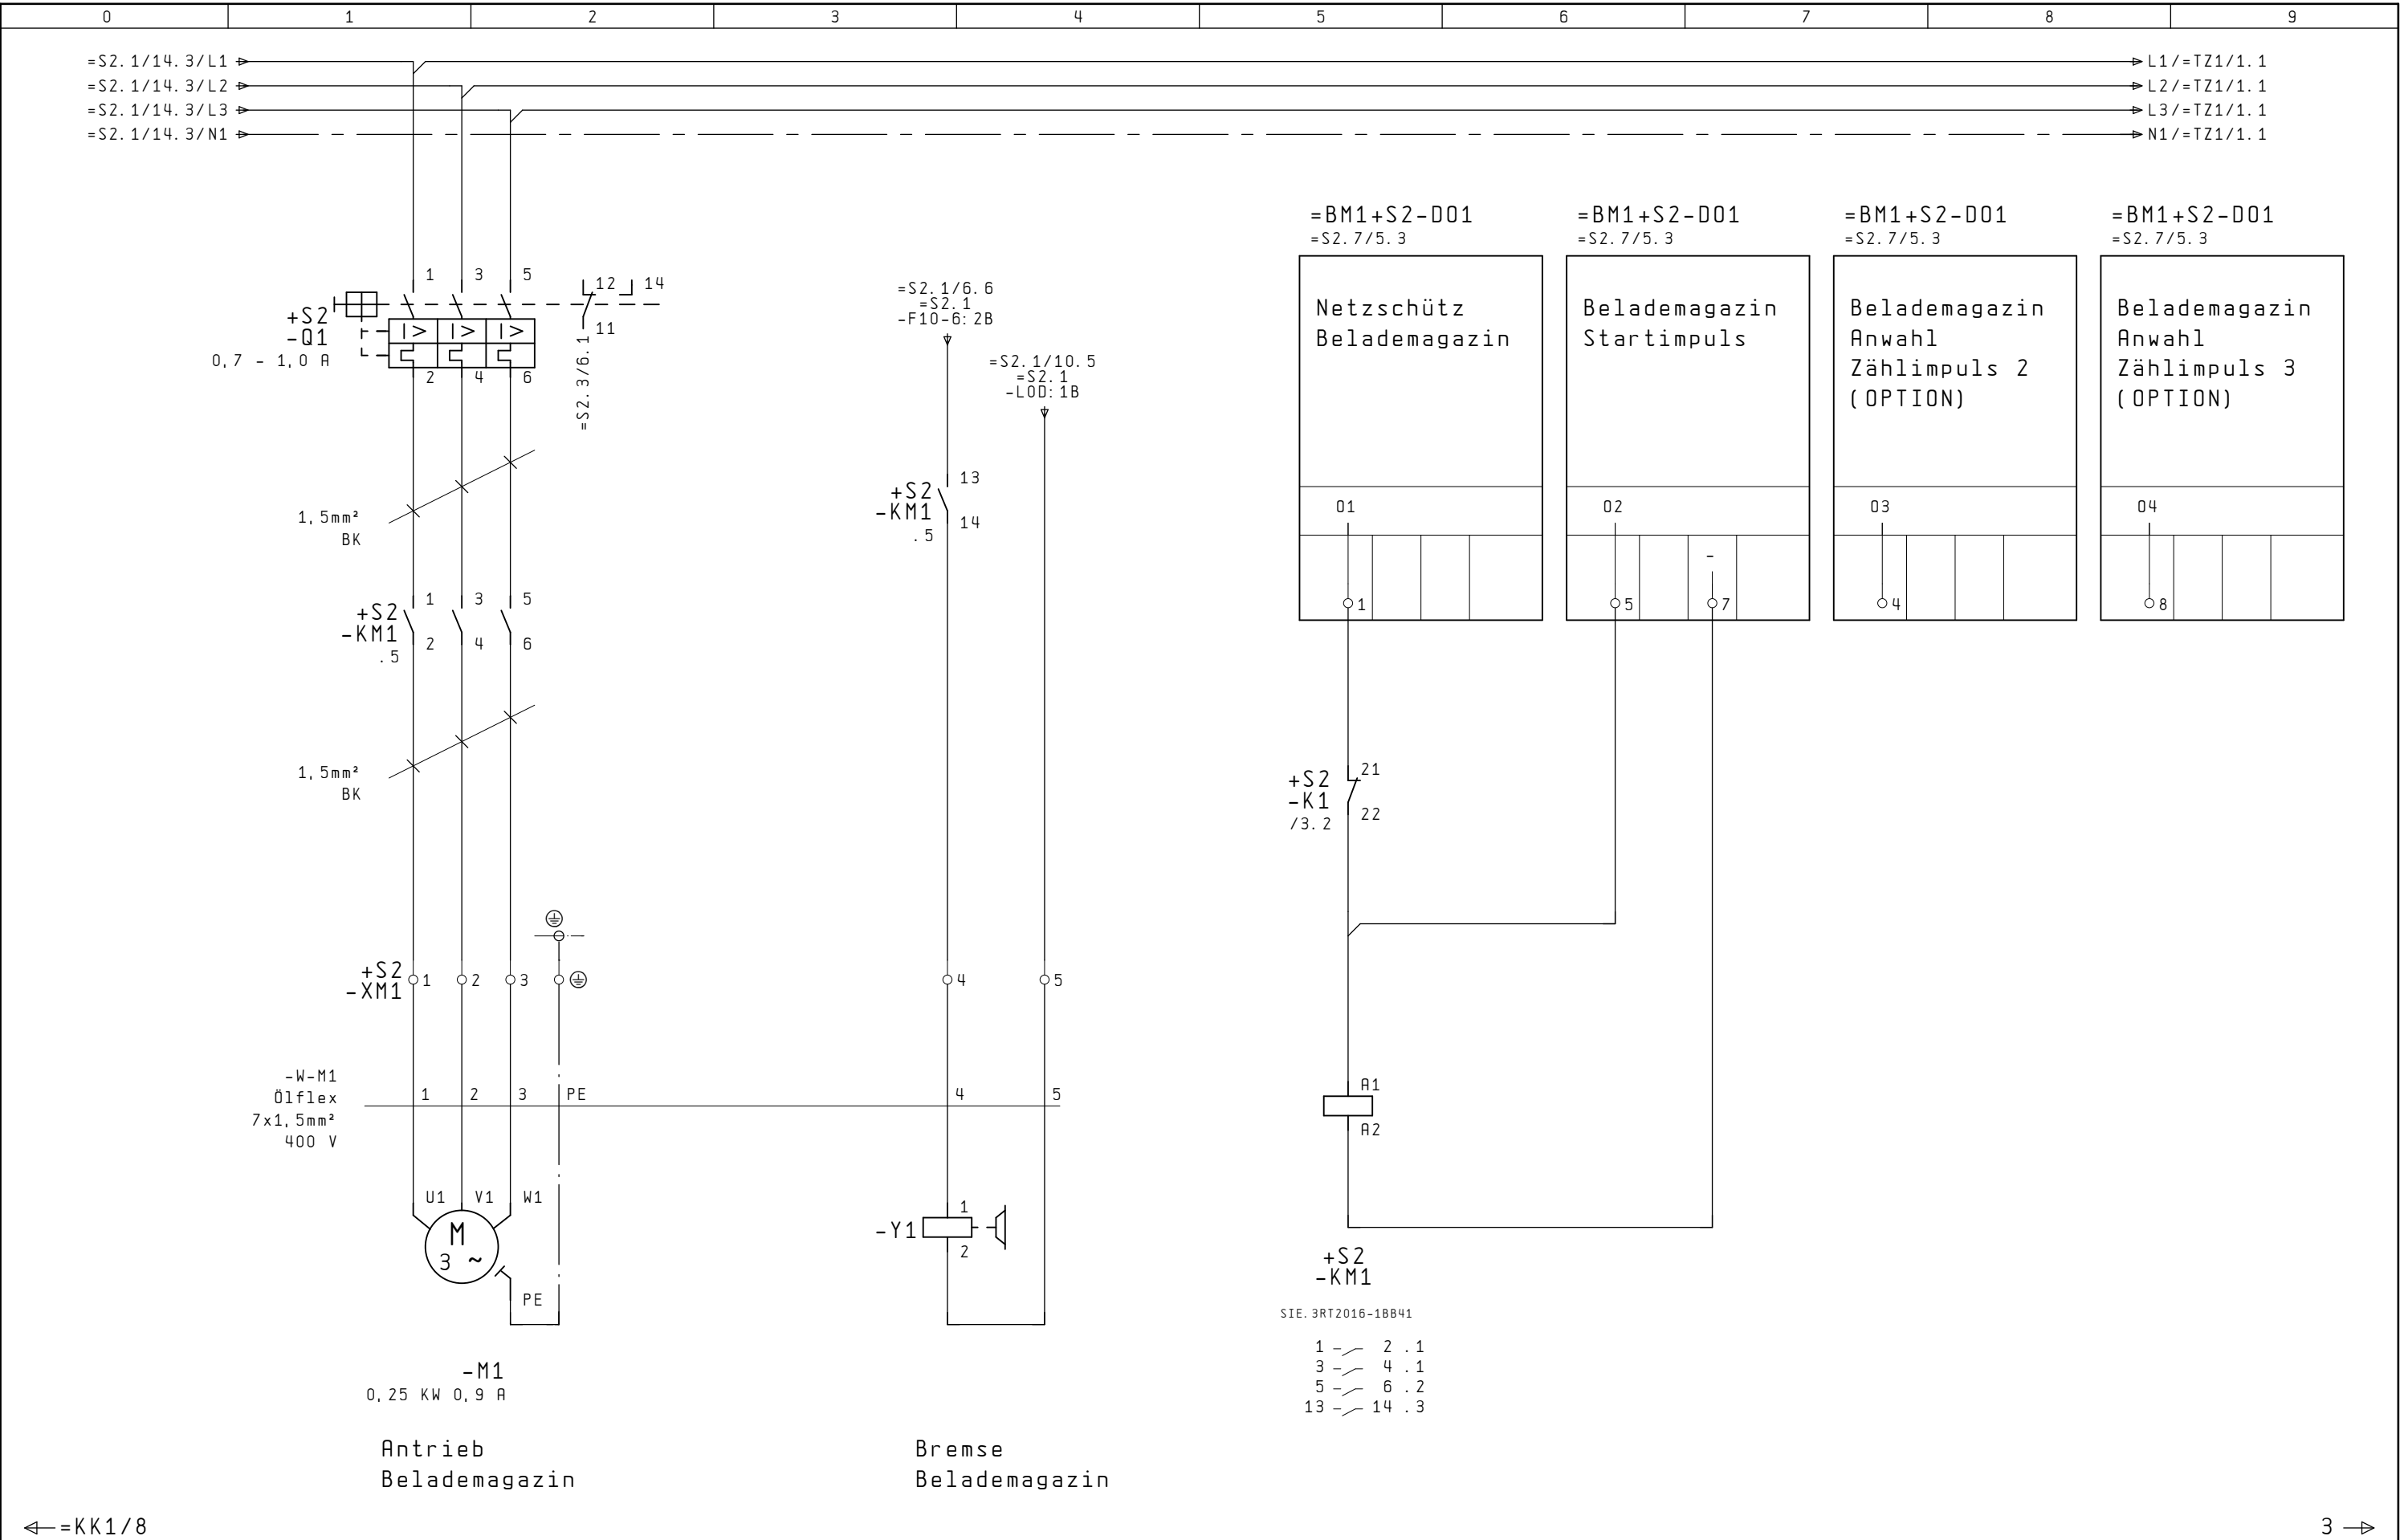 0 1 2 3 4 5 6 7 8 9
=S2.1/14.3/L1
L1/=TZ1/1.1
=S2.1/14.3/L2
L2/=TZ1/1.1
=S2.1/14.3/L3
L3/=TZ1/1.1
=S2.1/14.3/N1
N1/=TZ1/1.1
1 3 5
12 14
11
+S2
-Q1
0,7 - 1,0 A
I> I> I>
2 4 6
=S2.3/6.1
1,5mm²
BK
+S2
-KM1
.5
1 3 5
2 4 6
1,5mm²
BK
+S2
-XM1
1 2 3
4 5
-W-M1
Ölflex
7x1,5mm²
400 V
1 2 3 PE
4 5
U1 V1 W1
M
3 ~
PE
-M1
0,25 KW 0,9 A
Antrieb
Belademagazin
=S2.1/6.6
=S2.1
-F10-6:2B
=S2.1/10.5
=S2.1
-LOD:1B
+S2
-KM1
.5
13
14
-Y1
1
2
Bremse
Belademagazin
=BM1+S2-DO1
=S2.7/5.3
Netzschütz
Belademagazin
O1
1
=BM1+S2-DO1
=S2.7/5.3
Belademagazin
Startimpuls
O2
-
5 7
=BM1+S2-DO1
=S2.7/5.3
Belademagazin
Anwahl
Zählimpuls 2
(OPTION)
O3
4
=BM1+S2-DO1
=S2.7/5.3
Belademagazin
Anwahl
Zählimpuls 3
(OPTION)
O4
8
+S2
-K1
/3.2
21
22
A1
A2
+S2
-KM1
SIE.3RT2016-1BB41
1 2 .1
3 4 .1
5 6 .2
13 14 .3
=KK1/8
3